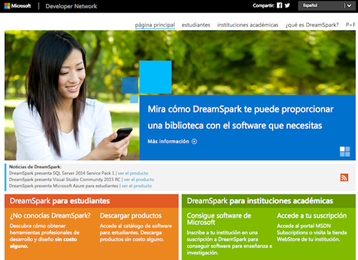 Microsoft | Developer Network
Compartir:
Español
página principal estudiantes instituciones académicas ¿qué es DreamSpark? P+F
Mira cómo DreamSpark te puede proporcionar
una biblioteca con el software que necesitas
Más información
Noticias de DreamSpark:
DreamSpark presenta SQL Server 2014 Service Pack 1 | ver el producto
DreamSpark presenta Visual Studio Community 2015 RC | ver el producto
DreamSpark presenta Microsoft Azure para estudiantes | ver el producto
DreamSpark para estudiantes
¿No conocías DreamSpark?
Descubre cómo obtener
herramientas profesionales de
desarrollo y diseño sin costo
alguno.
Descargar productos
Accede al catálogo de software
para estudiantes. Descarga
productos sin costo alguno.
DreamSpark para instituciones académicas
Consigue software de
Microsoft
Inscribe a tu institución en una
suscripción a DreamSpark para
conseguir software para enseñanza e
investigación.
Accede a tu suscripción
Accede al portal MSDN
Subscriptions o visita la tienda
WebStore de tu institución.